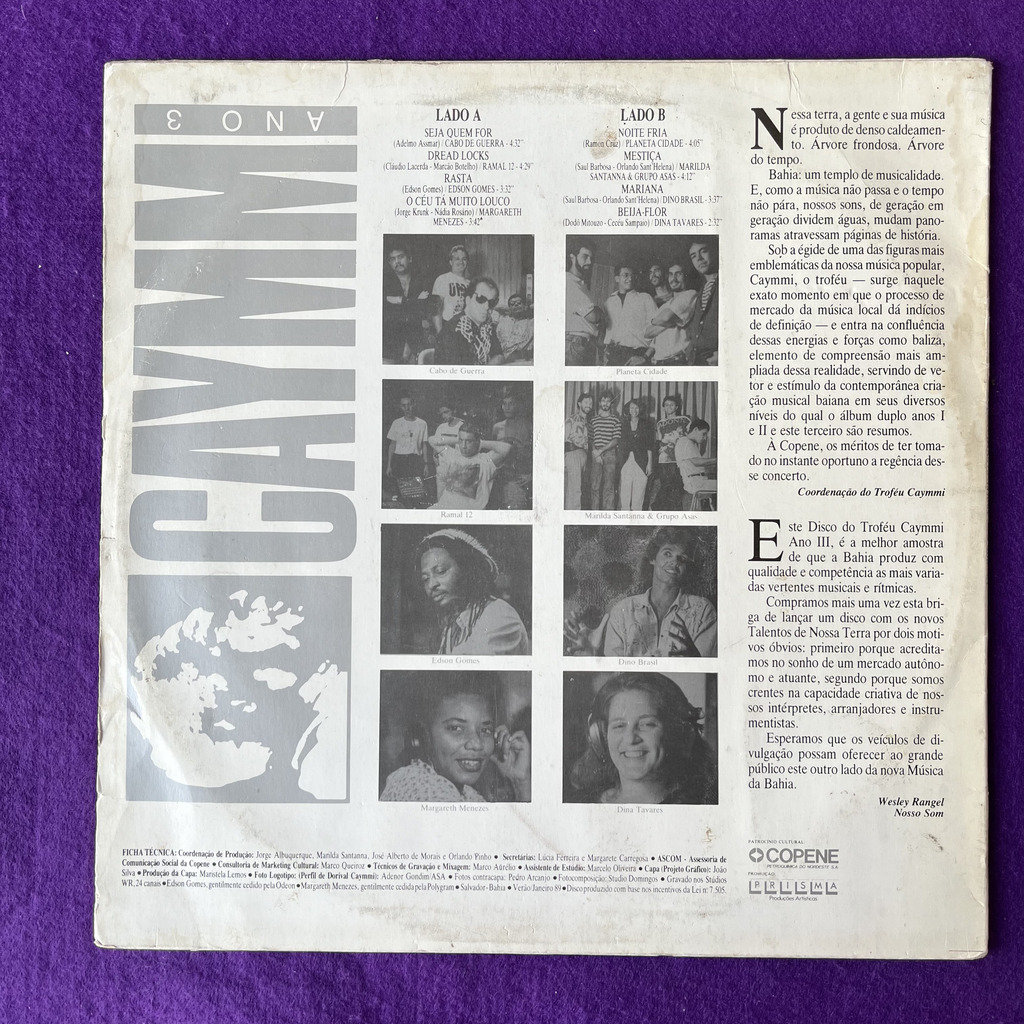 ANO 3
CAYMMI
LADO A
SEJA QUEM FOR
(Adelmo Assmar) / CABO DE GUERRA - 4:32"
DREAD LOCKS
(Cláudio Lacerda - Marcão Botelho) / RAMAL 12 - 4:29"
RASTA
(Edson Gomes) / EDSON GOMES - 3:32"
O CÉU TÁ MUITO LOUCO
(Jorge Krunk - Nádia Rosário) / MARGARETH
MENEZES - 3:42"
LADO B
NOITE FRIA
(Ramon Cruz) / PLANETA CIDADE - 4:05"
MESTIÇA
(Saul Barbosa - Orlando Sant'Helena) / MARILDA
SANTANNA & GRUPO ASAS - 4:12"
MARIANA
(Saul Barbosa - Orlando Sant'Helena) / DINO BRASIL - 3:37"
BEIJA-FLOR
(Dodó Mitouzo - Ceceu Sampaio) / DINA TAVARES - 2:32"
Cabo de Guerra
Planeta Cidade
Ramal 12
Marilda Santanna & Grupo Asas
Edson Gomes
Dino Brasil
Margareth Menezes
Dina Tavares
Nessa terra, a gente e sua música
é produto de denso caldeamen-
to. Árvore frondosa. Árvore
do tempo.
Bahia: um templo de musicalidade.
E, como a música não passa e o tempo
não pára, nossos sons, de geração em
geração dividem águas, mudam pano-
ramas atravessam páginas de história.
Sob a égide de uma das figuras mais
emblemáticas da nossa música popular,
Caymmi, o troféu — surge naquele
exato momento em que o processo de
mercado da música local dá indícios
de definição — e entra na confluência
dessas energias e forças como baliza,
elemento de compreensão mais am-
pliada dessa realidade, servindo de ve-
tor e estímulo da contemporânea cria-
ção musical baiana em seus diversos
níveis do qual o álbum duplo anos I
e II e este terceiro são resumos.
À Copene, os méritos de ter toma-
do no instante oportuno a regência des-
se concerto.
Coordenação do Troféu Caymmi
Este Disco do Troféu Caymmi
Ano III, é a melhor amostra
de que a Bahia produz com
qualidade e competência as mais varia-
das vertentes musicais e rítmicas.
Compramos mais uma vez esta bri-
ga de lançar um disco com os novos
Talentos de Nossa Terra por dois moti-
vos óbvios: primeiro porque acredita-
mos no sonho de um mercado autôno-
mo e atuante, segundo porque somos
crentes na capacidade criativa de nos-
sos intérpretes, arranjadores e instru-
mentistas.
Esperamos que os veículos de di-
vulgação possam oferecer ao grande
público este outro lado da nova Música
da Bahia.
Wesley Rangel
Nosso Som
FICHA TÉCNICA: Coordenação de Produção: Jorge Albuquerque, Marilda Santanna, José Alberto de Morais e Orlando Pinho • Secretárias: Lúcia Ferreira e Margarete Cartegosa • ASCOM - Assessoria de
Comunicação Social da Copene • Consultoria de Marketing Cultural: Marco Queiroz • Técnicos de Gravação e Mixagem: Marco Aurélio • Assistente de Estúdio: Marcelo Oliveira • Capa (Projeto Gráfico): João
Silva • Produção da Capa: Maristela Lemos • Foto Logotipo: (Perfil de Dorival Caymmi): Adenor Gondim/ASA • Fotos contracapa: Pedro Arcanjo • Fotocomposição: Studio Domingos • Gravado nos Stúdios
WR, 24 canais • Edson Gomes, gentilmente cedido pela Odeon • Margareth Menezes, gentilmente cedida pela Polygram • Salvador - Bahia • Verão/Janeiro 89 • Disco produzido com base nos incentivos da Lei nº 7.505.
PATROCÍNIO CULTURAL
COPENE
PETROQUÍMICA DO NORDESTE S.A.
PROMOÇÃO
PRISMA
Produções Artísticas